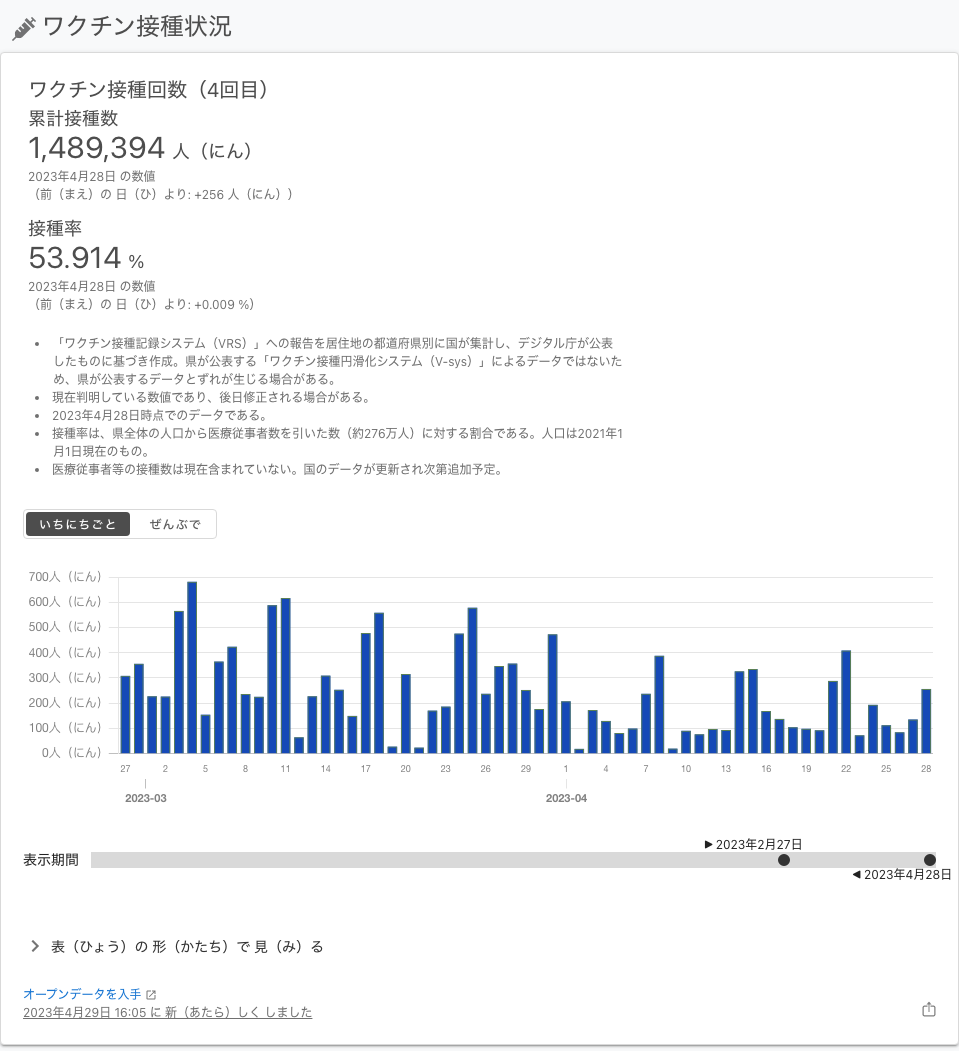 ワクチン接種状況
ワクチン接種回数（4回目）
累計接種数
1,489,394 人（にん）
2023年4月28日 の数値
（前（まえ）の 日（ひ）より: +256 人（にん））
接種率
53.914 %
2023年4月28日 の数値
（前（まえ）の 日（ひ）より: +0.009 %）
• 「ワクチン接種記録システム（VRS）」への報告を居住地の都道府県別に国が集計し、デジタル庁が公表
したものに基づき作成。県が公表する「ワクチン接種円滑化システム（V-sys）」によるデータではないた
め、県が公表するデータとずれが生じる場合がある。
• 現在判明している数値であり、後日修正される場合がある。
• 2023年4月28日時点でのデータである。
• 接種率は、県全体の人口から医療従事者数を引いた数（約276万人）に対する割合である。人口は2021年1
月1日現在のもの。
• 医療従事者等の接種数は現在含まれていない。国のデータが更新され次第追加予定。
いちにちごと ぜんぶで
700人（にん）
600人（にん）
500人（にん）
400人（にん）
300人（にん）
200人（にん）
100人（にん）
0人（にん）
27 2 5 8 11 14 17 20 23 26 29 1 4 7 10 13 16 19 22 25 28
2023-03 2023-04
▶ 2023年2月27日
表示期間
◀ 2023年4月28日
表（ひょう）の 形（かたち）で 見（み）る
オープンデータを入手
2023年4月29日 16:05 に 新（あたら）しく しました